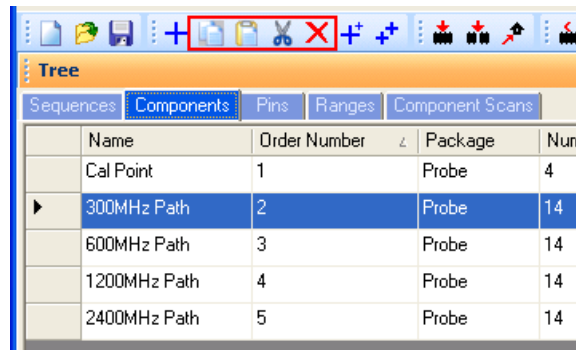 Tree
Sequences Components Pins Ranges Component Scans
Name Order Number Package
Cal Point 1 Probe 4
300MHz Path 2 Probe 14
600MHz Path 3 Probe 14
1200MHz Path 4 Probe 14
2400MHz Path 5 Probe 14